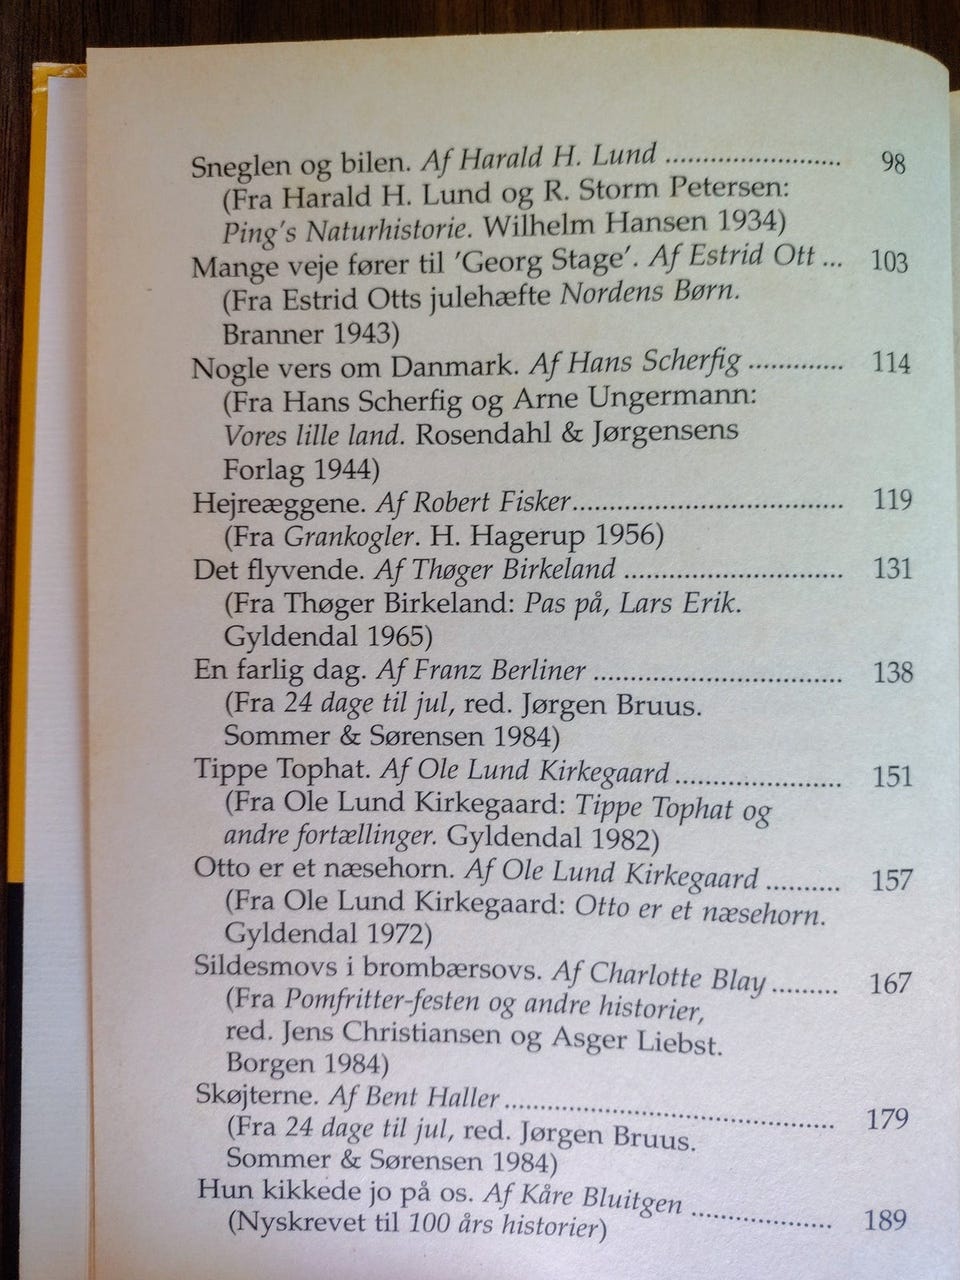 Sneglen og bilen. Af Harald H. Lund ........................ 98
(Fra Harald H. Lund og R. Storm Petersen:
Ping's Naturhistorie. Wilhelm Hansen 1934)
Mange veje fører til 'Georg Stage'. Af Estrid Ott ... 103
(Fra Estrid Otts julehæfte Nordens Børn.
Branner 1943)
Nogle vers om Danmark. Af Hans Scherfig ............. 114
(Fra Hans Scherfig og Arne Ungermann:
Vores lille land. Rosendahl & Jørgensens
Forlag 1944)
Hejreæggene. Af Robert Fisker..................................... 119
(Fra Grankogler. H. Hagerup 1956)
Det flyvende. Af Thøger Birkeland .............................. 131
(Fra Thøger Birkeland: Pas på, Lars Erik.
Gyldendal 1965)
En farlig dag. Af Franz Berliner .................................. 138
(Fra 24 dage til jul, red. Jørgen Bruus.
Sommer & Sørensen 1984)
Tippe Tophat. Af Ole Lund Kirkegaard ....................... 151
(Fra Ole Lund Kirkegaard: Tippe Tophat og
andre fortællinger. Gyldendal 1982)
Otto er et næsehorn. Af Ole Lund Kirkegaard .......... 157
(Fra Ole Lund Kirkegaard: Otto er et næsehorn.
Gyldendal 1972)
Sildesmovs i brombærsovs. Af Charlotte Blay ......... 167
(Fra Pomfritter-festen og andre historier,
red. Jens Christiansen og Asger Liebst.
Borgen 1984)
Skøjterne. Af Bent Haller ............................................. 179
(Fra 24 dage til jul, red. Jørgen Bruus.
Sommer & Sørensen 1984)
Hun kikkede jo på os. Af Kåre Bluitgen ................... 189
(Nyskrevet til 100 års historier)